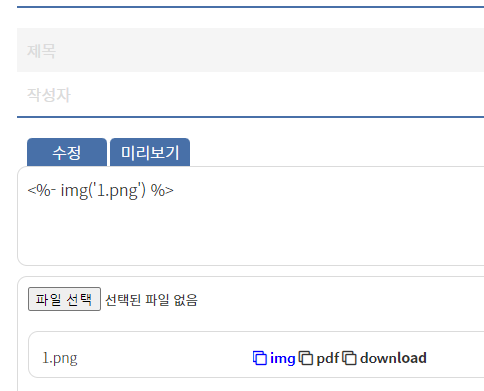 제목
작성자
수정 미리보기
<%- img('1.png') %>
파일 선택 선택된 파일 없음
1.png img pdf download